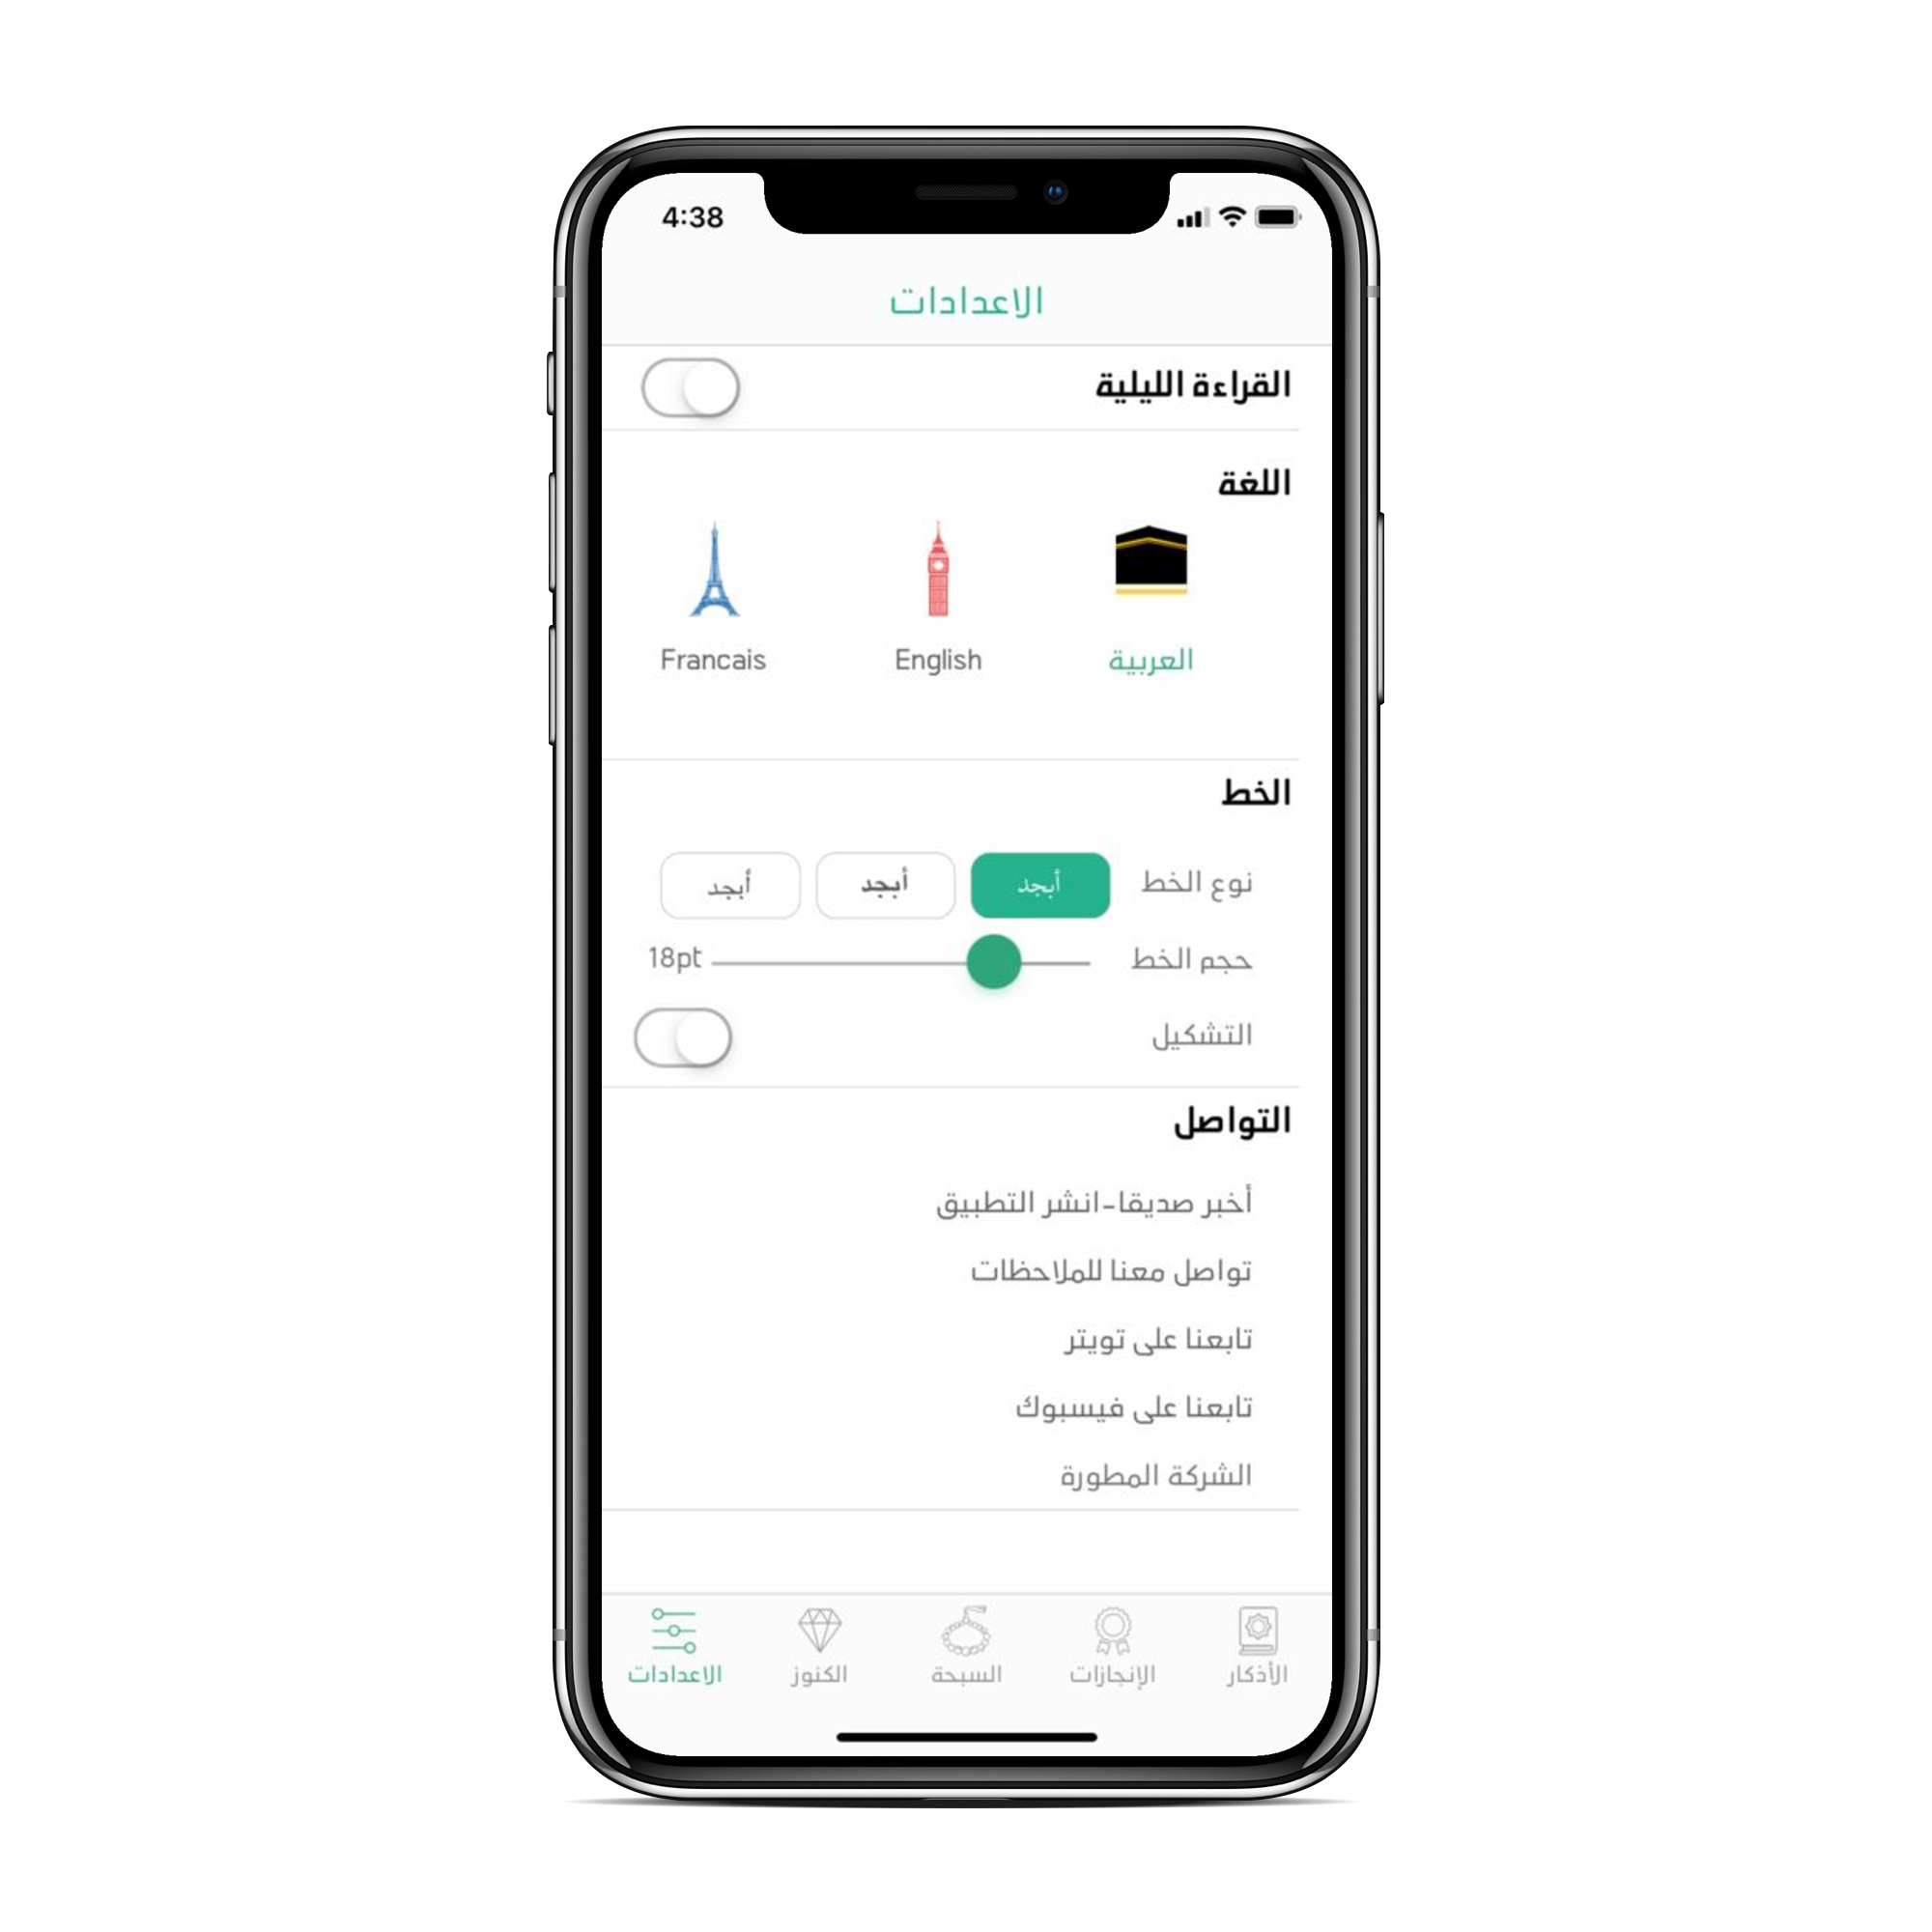 4:38
الاعدادات
القراءة الليلية
اللغة
العربية English Francais
الخط
نوع الخط أبجد أبجد أبجد
حجم الخط 18pt
التشكيل
التواصل
أخبر صديقا-انشر التطبيق
تواصل معنا للملاحظات
تابعنا على تويتر
تابعنا على فيسبوك
الشركة المطورة
الأذكار الإنجازات السبحة الكنوز الاعدادات